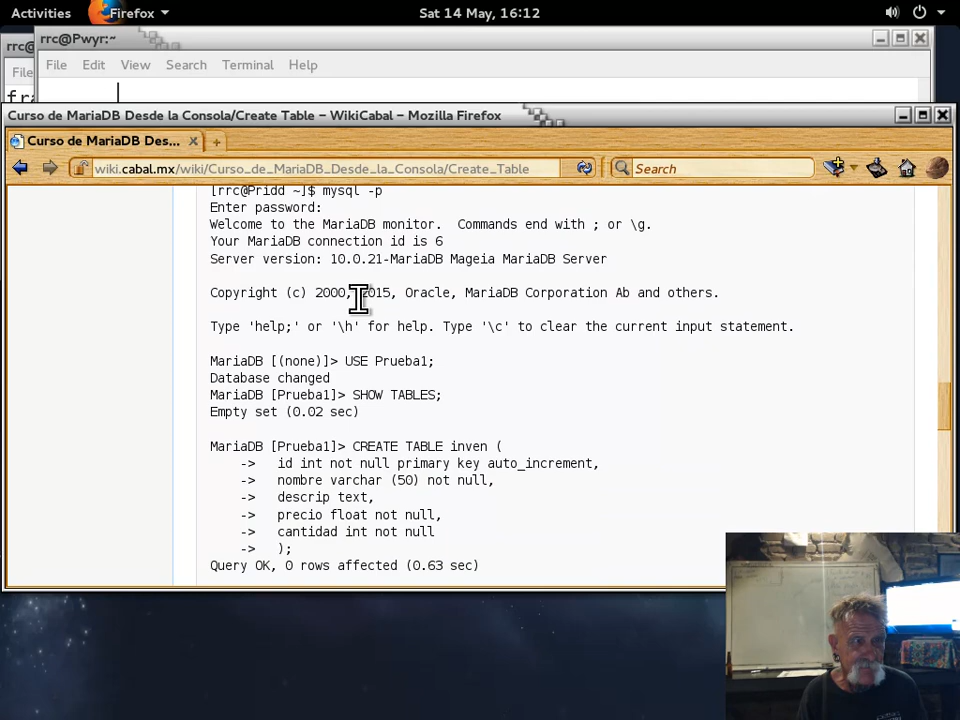 Activities Firefox Sat 14 May, 16:12
rrc@ rrc@Pwyr:~
File Edit View Search Terminal Help
Curso de MariaDB Desde la Consola/Create Table – WikiCabal – Mozilla Firefox
Curso de MariaDB Des...
wiki.cabal.mx/wiki/Curso_de_MariaDB_Desde_la_Consola/Create_Table Search
[rrc@Pridd ~]$ mysql -p
Enter password:
Welcome to the MariaDB monitor.  Commands end with ; or \g.
Your MariaDB connection id is 6
Server version: 10.0.21-MariaDB Mageia MariaDB Server
Copyright (c) 2000, 2015, Oracle, MariaDB Corporation Ab and others.
Type 'help;' or '\h' for help. Type '\c' to clear the current input statement.
MariaDB [(none)]> USE Prueba1;
Database changed
MariaDB [Prueba1]> SHOW TABLES;
Empty set (0.02 sec)
MariaDB [Prueba1]> CREATE TABLE inven (
-> id int not null primary key auto_increment,
-> nombre varchar (50) not null,
-> descrip text,
-> precio float not null,
-> cantidad int not null
-> );
Query OK, 0 rows affected (0.63 sec)